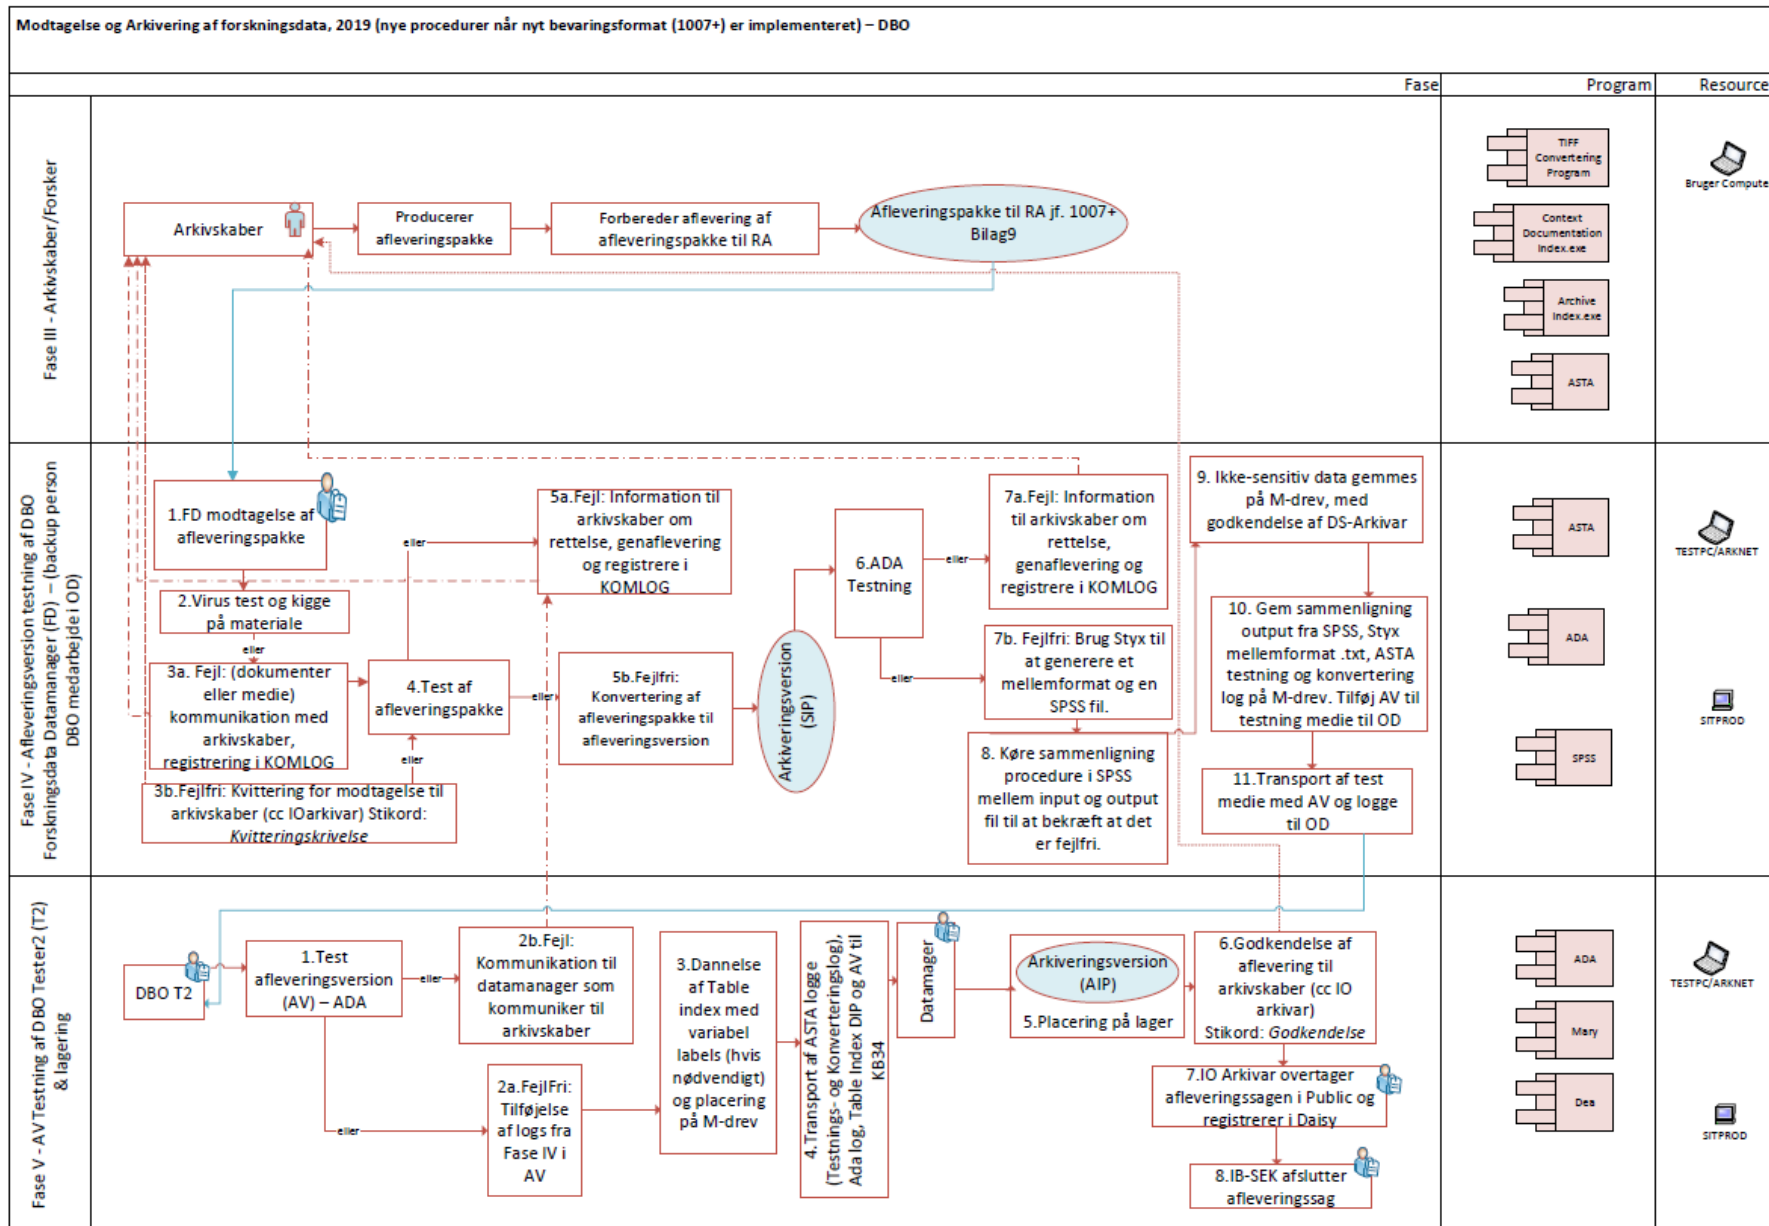 Modtagelse og Arkivering af forskningsdata, 2019 (nye procedurer når nyt bevaringsformat (1007+) er implementeret) – DBO
Fase
Program
Resource
Fase III - Arkivskaber/Forsker
Arkivskaber
Producerer
afleveringspakke
Forbereder aflevering af
afleveringspakke til RA
Afleveringspakke til RA jf. 1007+
Bilag9
TIFF
Convertering
Program
Context
Documentation
Index.exe
Archive
Index.exe
ASTA
Bruger Compute
Fase IV - Afleveringsversion testning af DBO
Forskningsdata Datamanager (FD) – (backup person
DBO medarbejde i OD)
1.FD modtagelse af
afleveringspakke
2.Virus test og kigge
på materiale
eller
3a. Fejl: (dokumenter
eller medie)
kommunikation med
arkivskaber,
registrering i KOMLOG
3b.Fejlfri: Kvittering for modtagelse til
arkivskaber (cc IOarkivar) Stikord:
Kvitteringskrivelse
eller
4.Test af
afleveringspakke
eller
5a.Fejl: Information til
arkivskaber om
rettelse, genaflevering
og registrere i
KOMLOG
eller
5b.Fejlfri:
Konvertering af
afleveringspakke til
afleveringsversion
Arkiveringsversion
(SIP)
6.ADA
Testning
eller
7a.Fejl: Information
til arkivskaber om
rettelse,
genaflevering og
registrere i KOMLOG
eller
7b. Fejlfri: Brug Styx til
at generere et
mellemformat og en
SPSS fil.
8. Køre sammenligning
procedure i SPSS
mellem input og output
fil til at bekræft at det
er fejlfri.
9. Ikke-sensitiv data gemmes
på M-drev, med
godkendelse af DS-Arkivar
10. Gem sammenligning
output fra SPSS, Styx
mellemformat .txt, ASTA
testning og konvertering
log på M-drev. Tilføj AV til
testning medie til OD
11.Transport af test
medie med AV og logge
til OD
ASTA
ADA
SPSS
TESTPC/ARKNET
SITPROD
Fase V - AV Testning af DBO Tester2 (T2)
& lagering
DBO T2
1.Test
afleveringsversion
(AV) – ADA
eller
2b.Fejl:
Kommunikation til
datamanager som
kommuniker til
arkivskaber
eller
2a.FejlFri:
Tilføjelse
af logs fra
Fase IV i
AV
3.Dannelse
af Table
index med
variabel
labels (hvis
nødvendigt)
og placering
på M-drev
4.Transport af ASTA logge
(Testnings- og Konverteringslog),
Ada log, Table Index DIP og AV til
KB34
Datamager
Arkiveringsversion
(AIP)
5.Placering på lager
6.Godkendelse af
aflevering til
arkivskaber (cc IO
arkivar)
Stikord: Godkendelse
7.IO Arkivar overtager
afleveringssagen i Public og
registrerer i Daisy
8.IB-SEK afslutter
afleveringssag
ADA
Mary
Dea
TESTPC/ARKNET
SITPROD